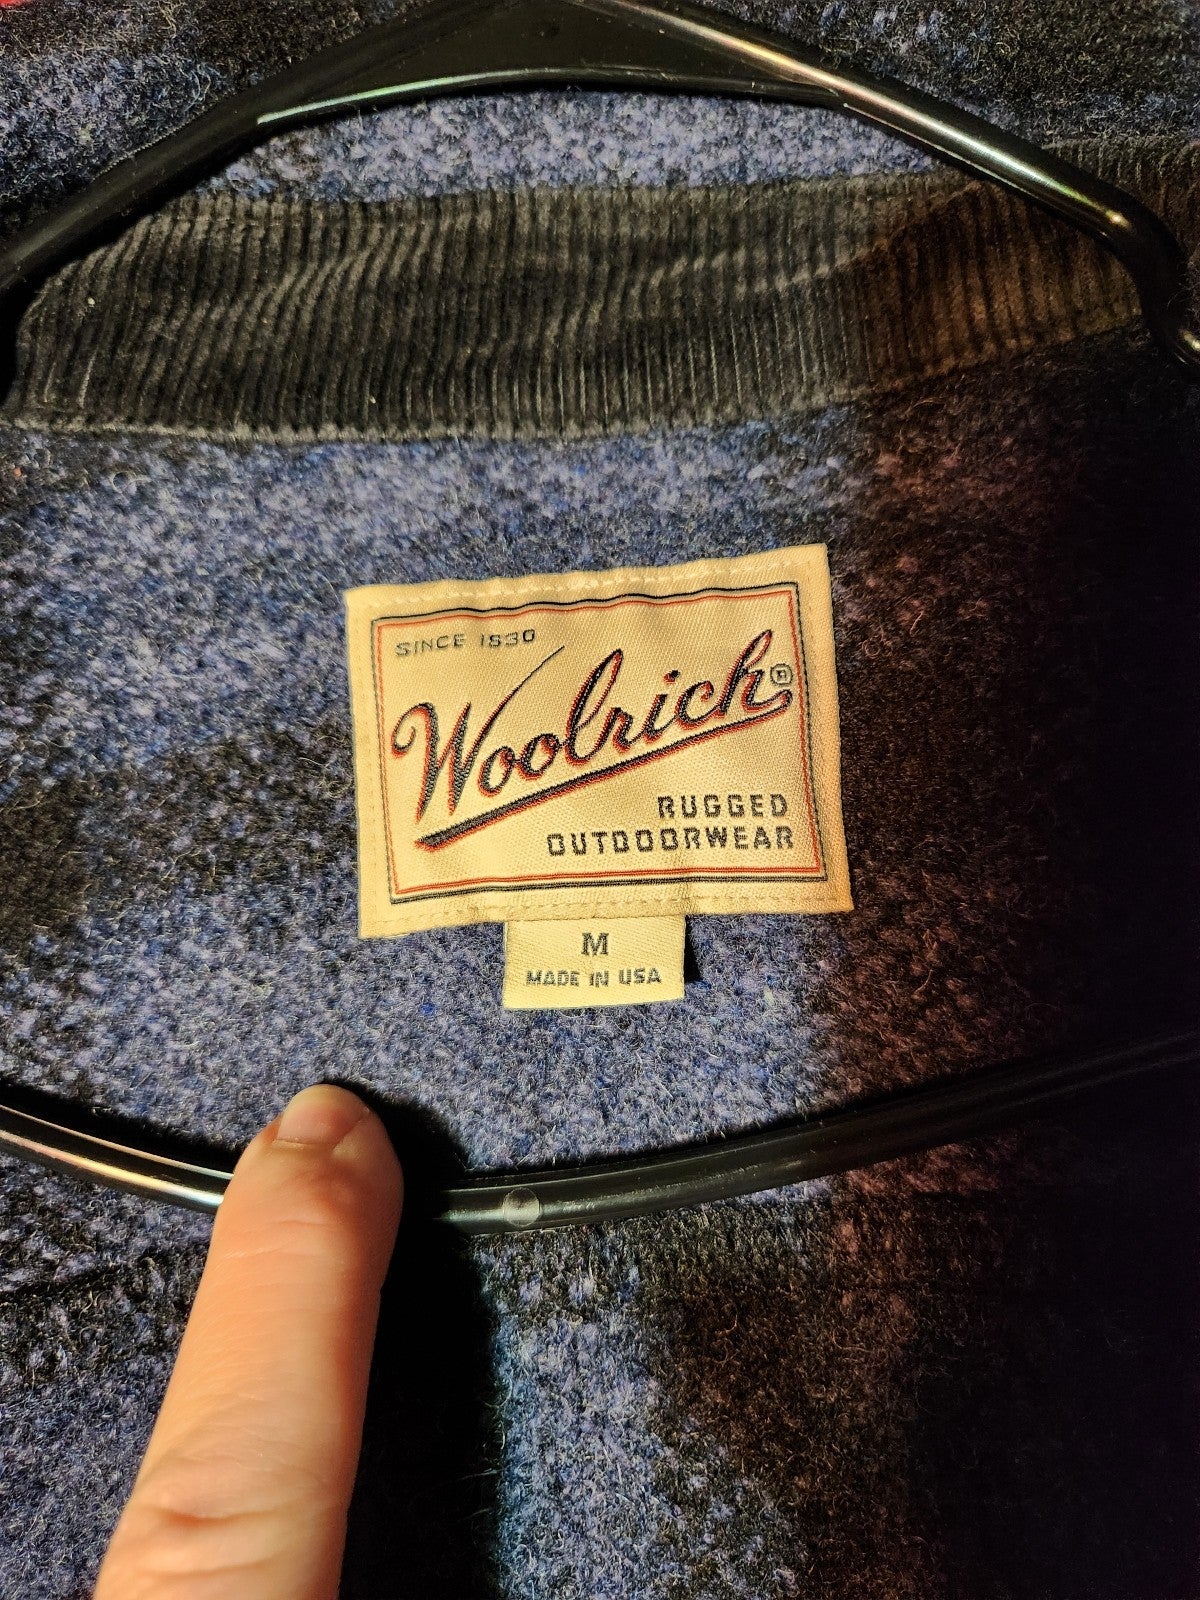 SINCE 1830
Woolrich®
RUGGED
OUTDOORWEAR
M
MADE IN USA